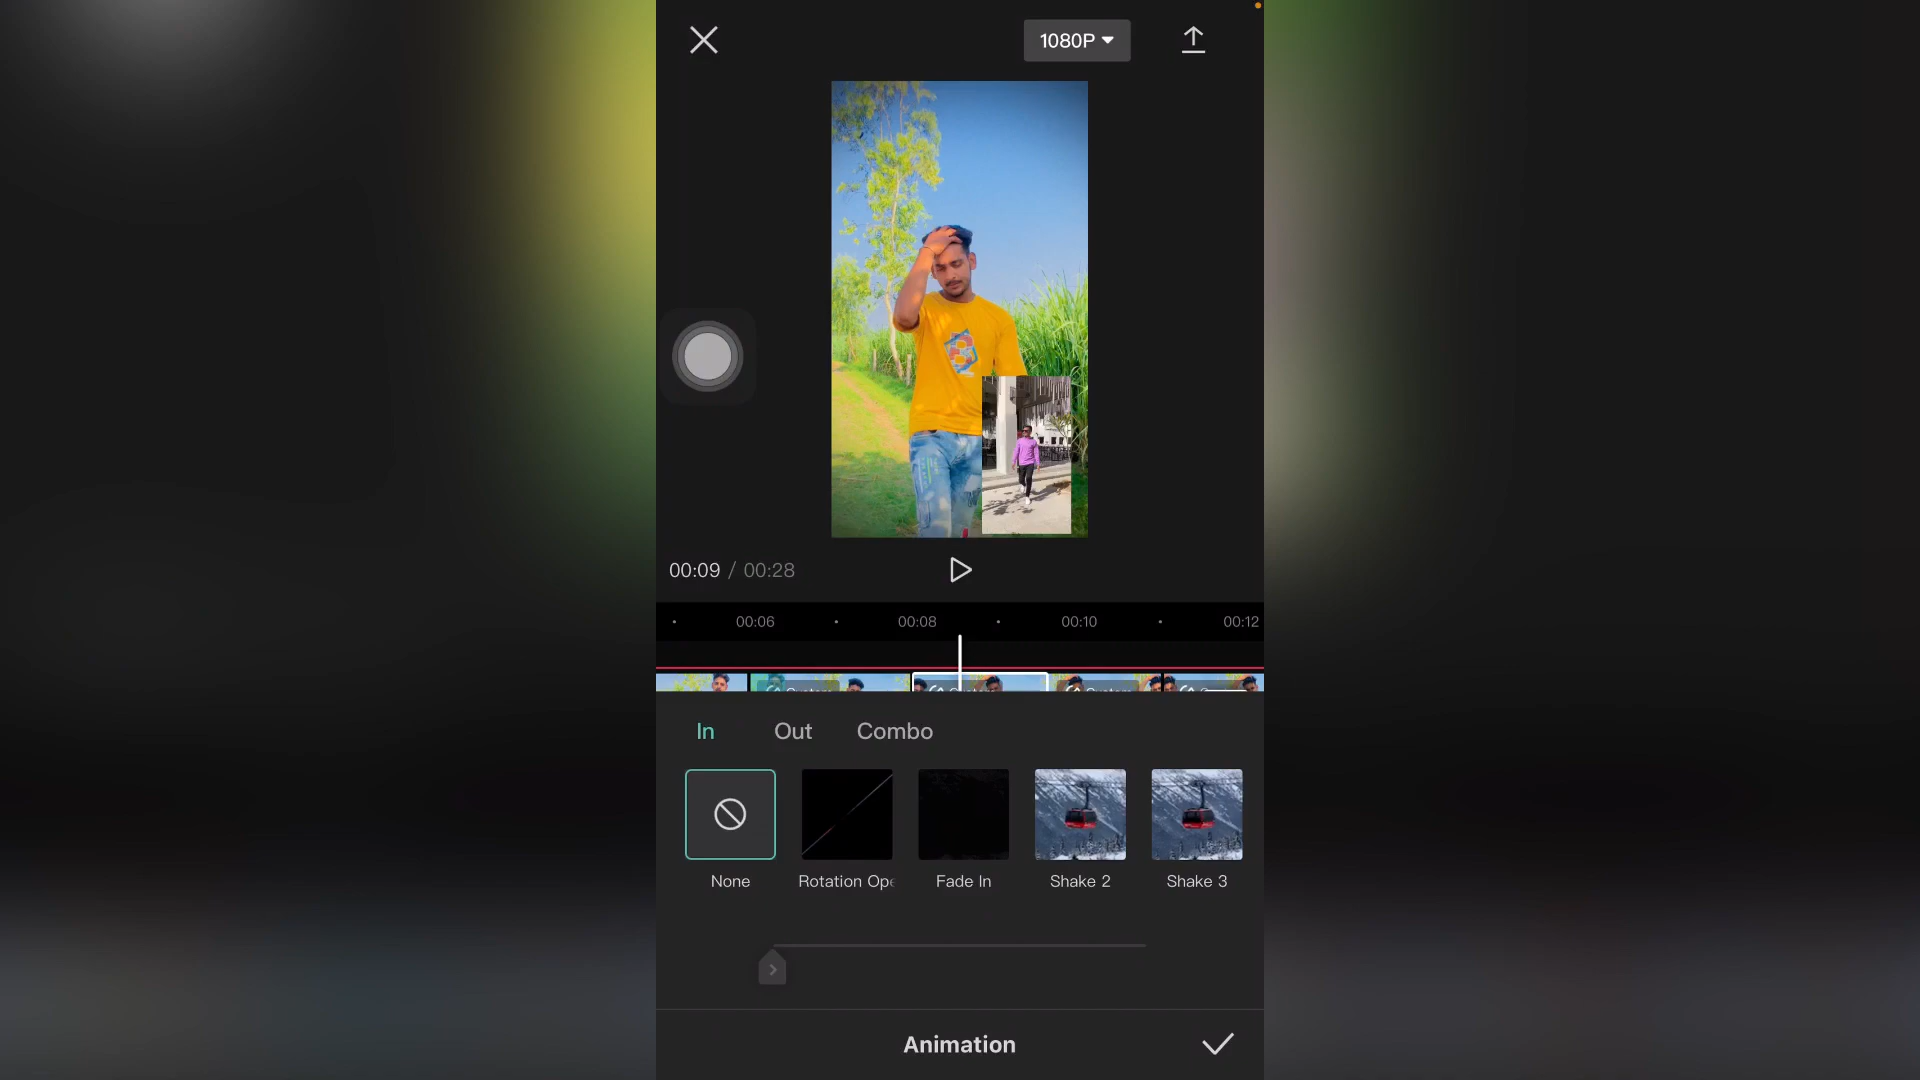 1080P
00:09 / 00:28
00:06 00:08 00:10 00:12
In Out Combo
None Rotation Ope Fade In Shake 2 Shake 3
Animation